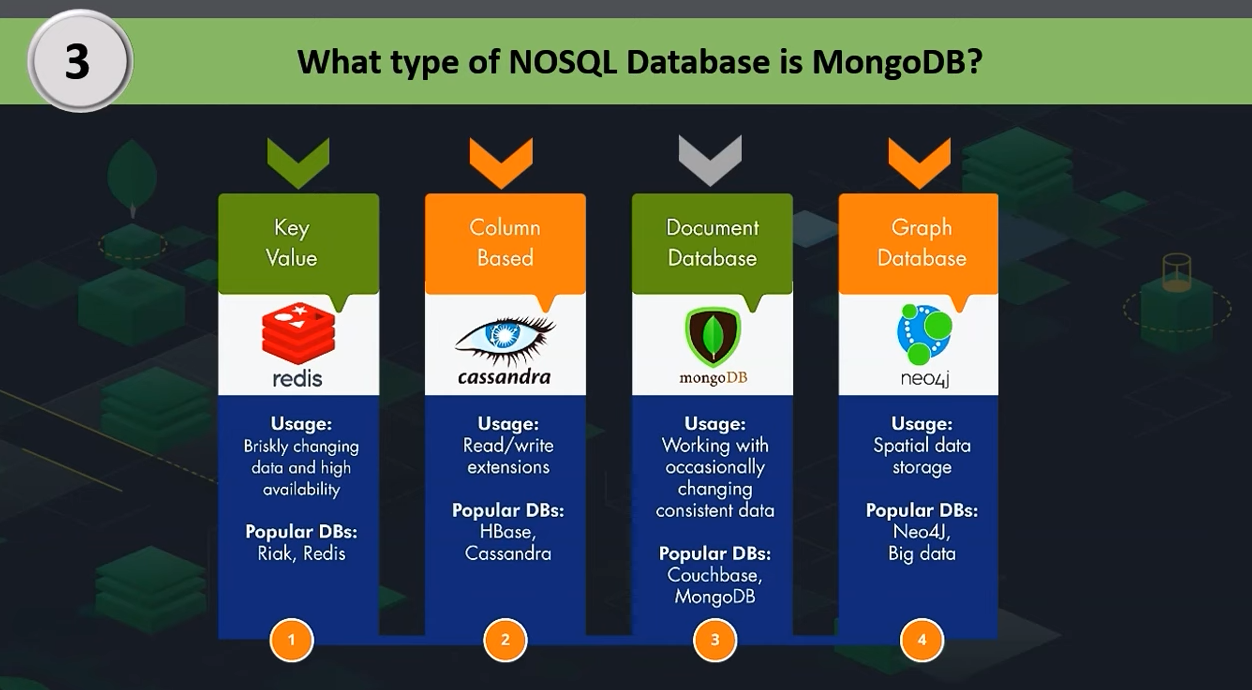 3
What type of NOSQL Database is MongoDB?
Key
Value
redis
Usage:
Briskly changing
data and high
availability
Popular DBs:
Riak, Redis
1
Column
Based
cassandra
Usage:
Read/write
extensions
Popular DBs:
HBase,
Cassandra
2
Document
Database
mongoDB
Usage:
Working with
occasionally
changing
consistent data
Popular DBs:
Couchbase,
MongoDB
3
Graph
Database
neo4j
Usage:
Spatial data
storage
Popular DBs:
Neo4J,
Big data
4